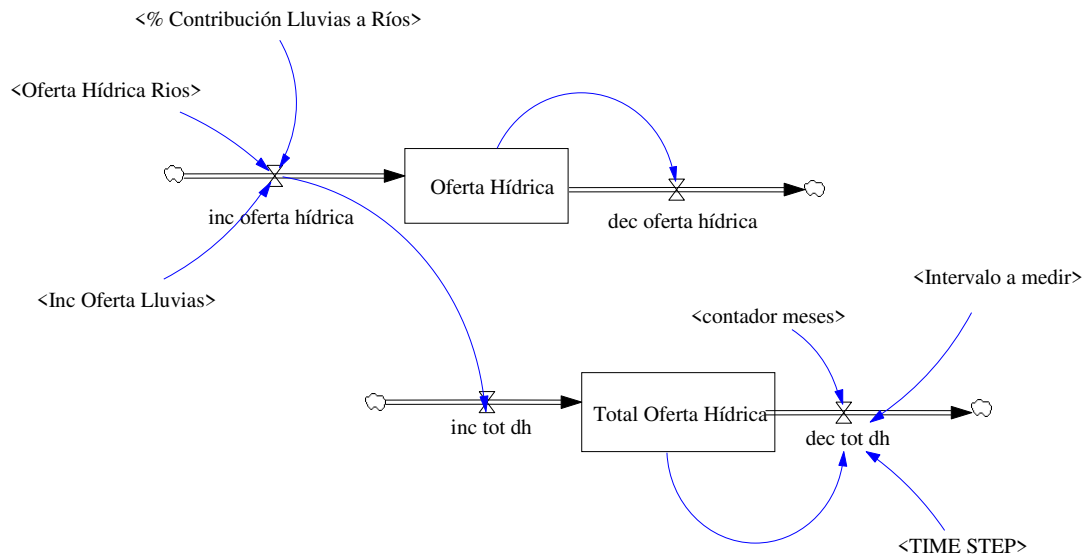 <% Contribución Lluvias a Ríos>
<Oferta Hídrica Rios>
Oferta Hídrica
inc oferta hídrica
dec oferta hídrica
<Inc Oferta Lluvias>
<Intervalo a medir>
<contador meses>
Total Oferta Hídrica
inc tot dh
dec tot dh
<TIME STEP>